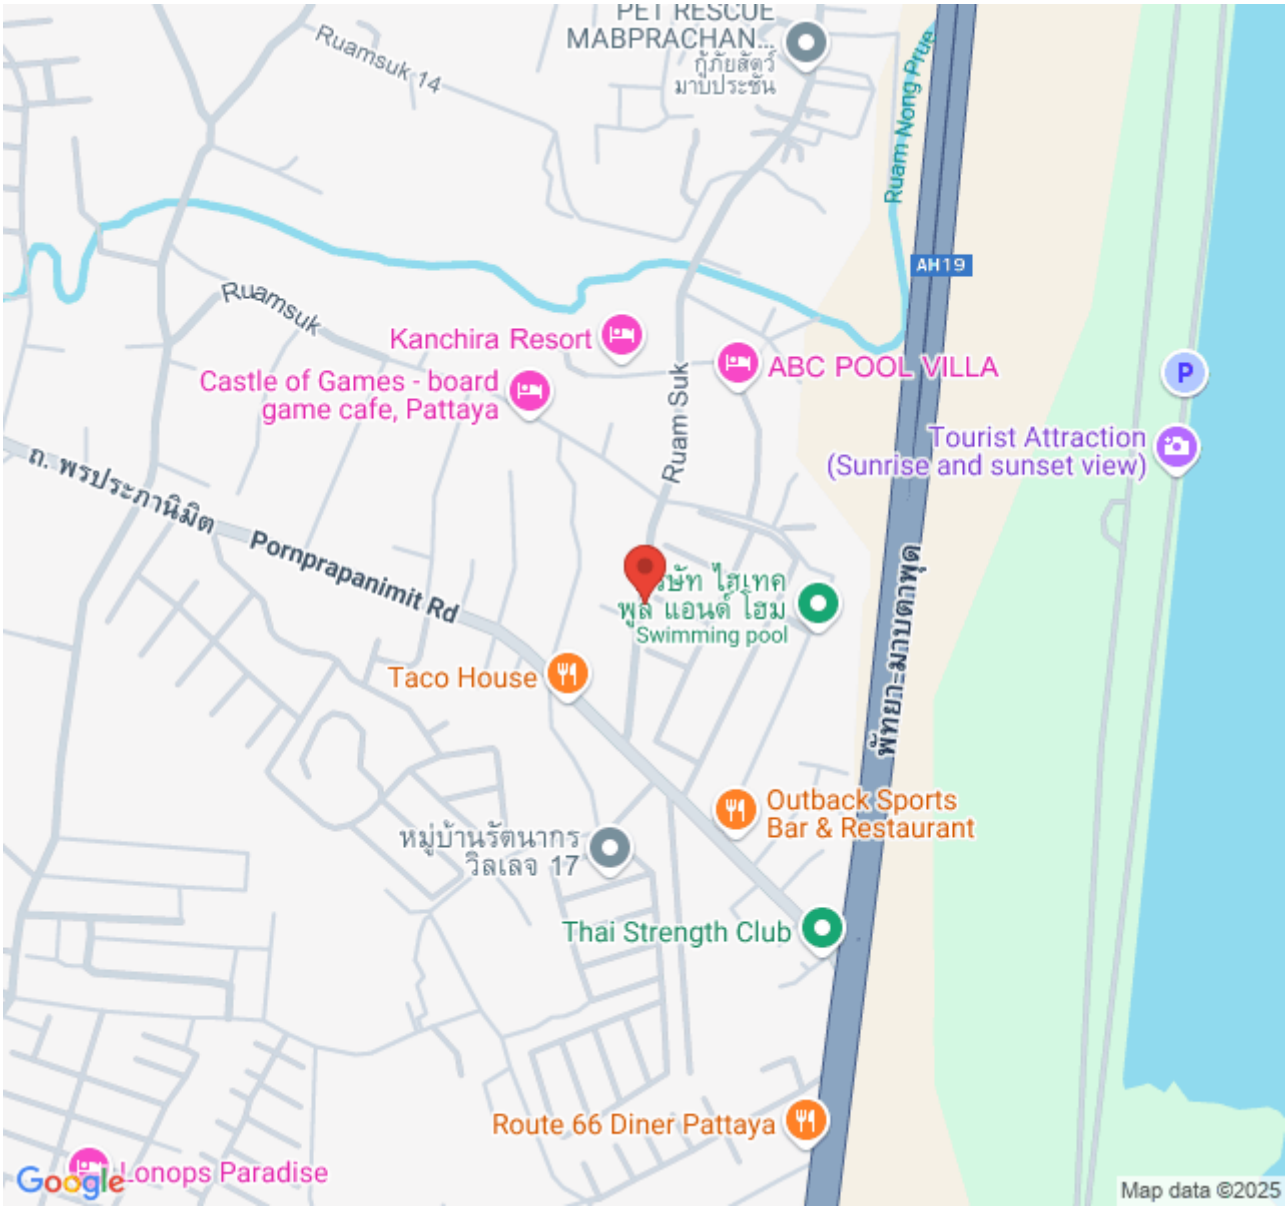 PET RESCUE
MABPRACHAN...
กู้ภัยสัตว์
มาบประชัน
Ruamsuk 14
Ruam Nong Prue
AH19
Ruamsuk
Kanchira Resort
ABC POOL VILLA
Castle of Games - board
game cafe, Pattaya
Ruam Suk
P
Tourist Attraction
(Sunrise and sunset view)
ถ. พรประภานิมิต
Pornprapanimit Rd
ไฮเทค
พูล แอนด์ โฮม
Swimming pool
พัทยา-มาบตาพุด
Taco House
Outback Sports
Bar & Restaurant
หมู่บ้านรัตนากร
วิลเลจ 17
Thai Strength Club
Route 66 Diner Pattaya
Lonops Paradise
Google
Map data ©2025